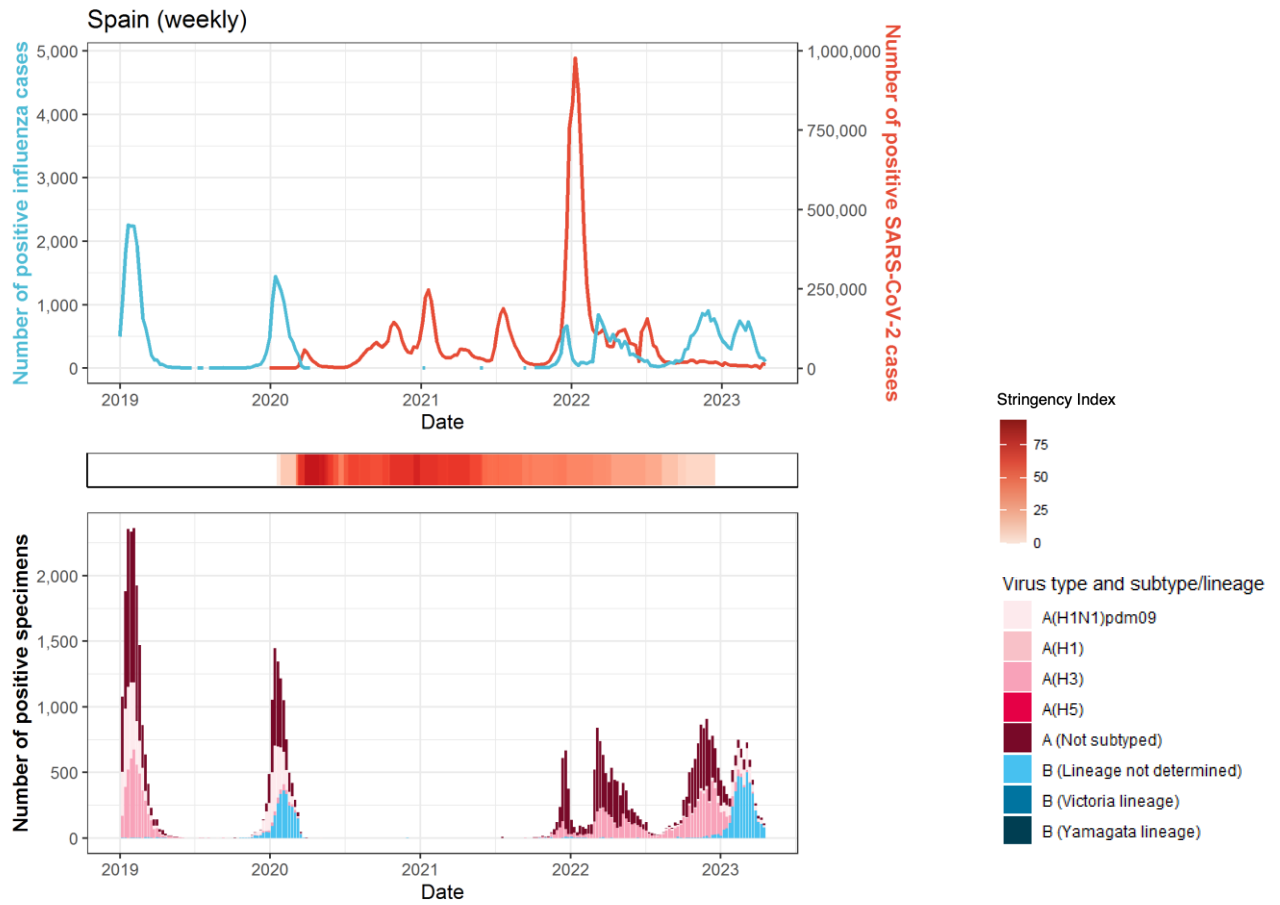 Spain (weekly)
Number of positive influenza cases
5,000
4,000
3,000
2,000
1,000
0
1,000,000
750,000
500,000
250,000
0
Number of positive SARS-CoV-2 cases
2019 2020 2021 2022 2023
Date
Stringency Index
75
50
25
0
Number of positive specimens
2,000
1,500
1,000
500
0
2019 2020 2021 2022 2023
Date
Virus type and subtype/lineage
A(H1N1)pdm09
A(H1)
A(H3)
A(H5)
A (Not subtyped)
B (Lineage not determined)
B (Victoria lineage)
B (Yamagata lineage)